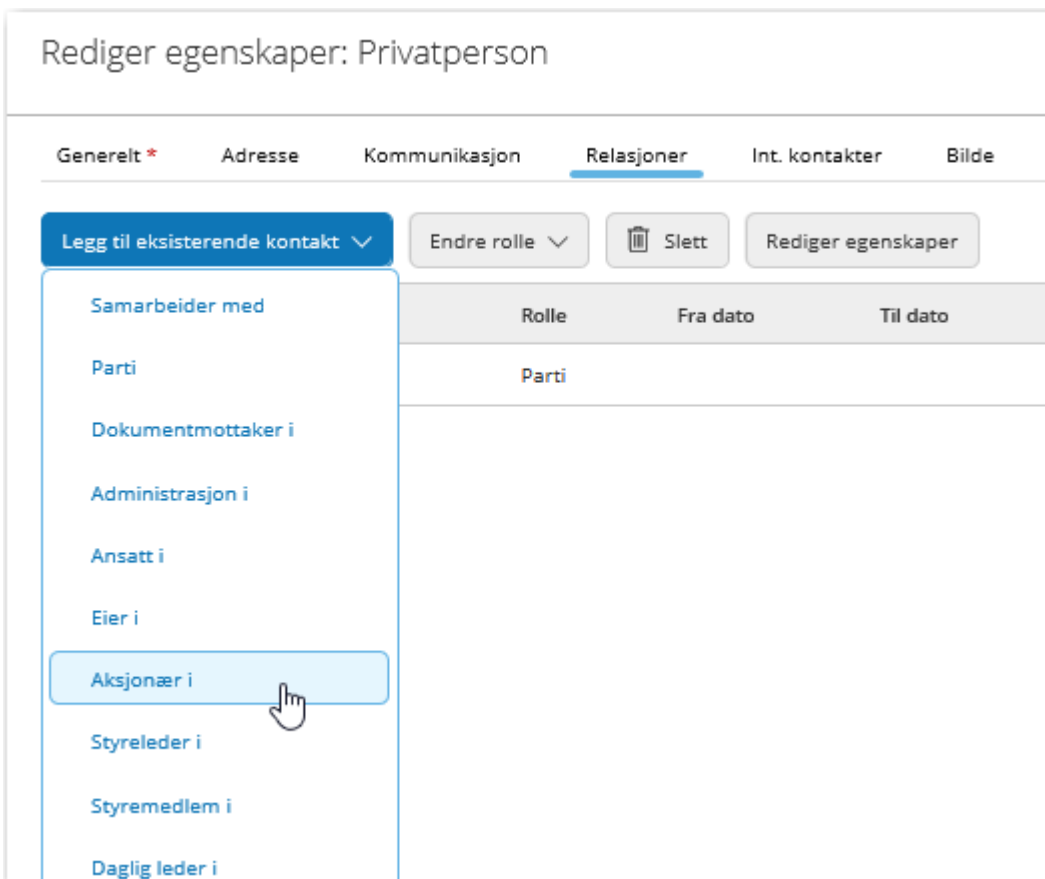 Rediger egenskaper: Privatperson
Generelt * Adresse Kommunikasjon Relasjoner Int. kontakter Bilde
Legg til eksisterende kontakt Endre rolle Slett Rediger egenskaper
Rolle Fra dato Til dato
Parti
Samarbeider med
Parti
Dokumentmottaker i
Administrasjon i
Ansatt i
Eier i
Aksjonær i
Styreleder i
Styremedlem i
Daglig leder i